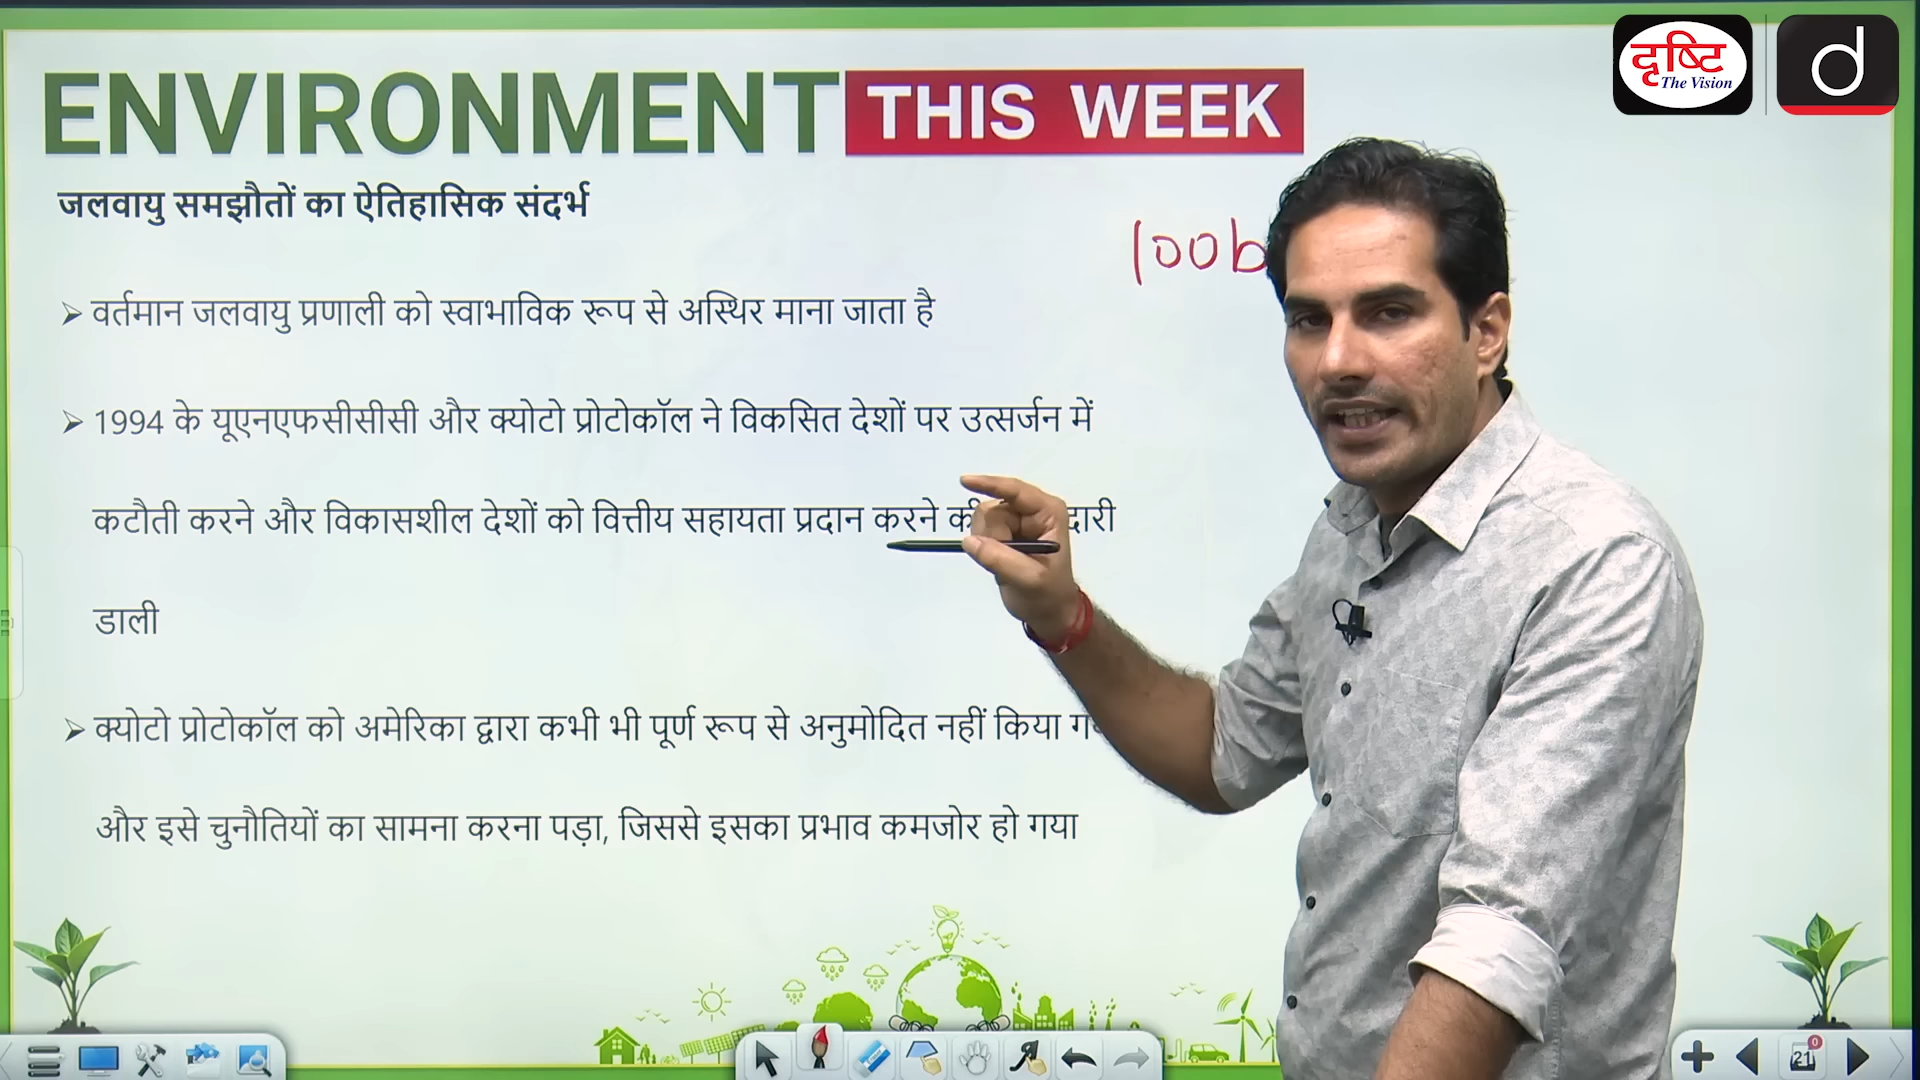 ENVIRONMENT THIS WEEK
दृष्टि
The Vision
d
जलवायु समझौतों का ऐतिहासिक संदर्भ
100b
➢ वर्तमान जलवायु प्रणाली को स्वाभाविक रूप से अस्थिर माना जाता है
➢ 1994 के यूएनएफसीसीसी और क्योटो प्रोटोकॉल ने विकसित देशों पर उत्सर्जन में
कटौती करने और विकासशील देशों को वित्तीय सहायता प्रदान करने की दारी
डाली
➢ क्योटो प्रोटोकॉल को अमेरिका द्वारा कभी भी पूर्ण रूप से अनुमोदित नहीं किया
और इसे चुनौतियों का सामना करना पड़ा, जिससे इसका प्रभाव कमजोर हो गया
21
0